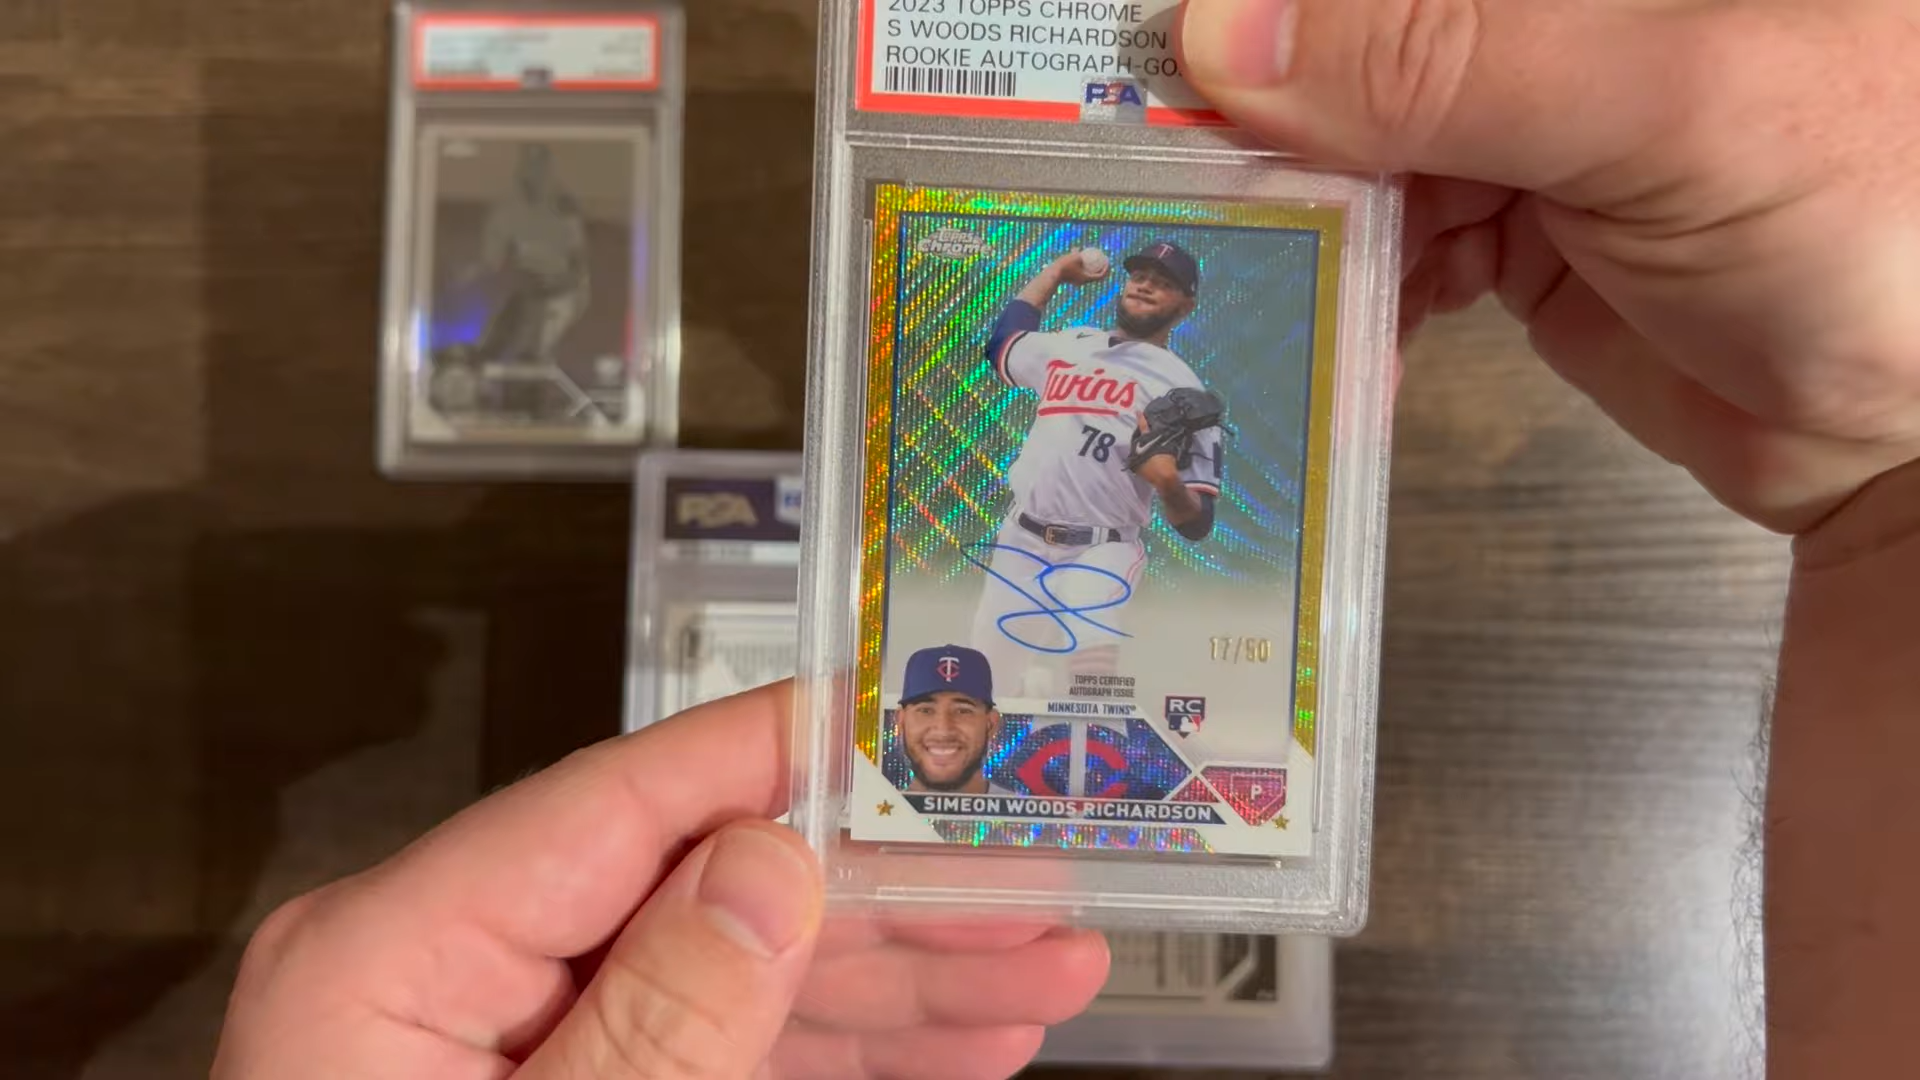 2023 TOPPS CHROME
S WOODS RICHARDSON
ROOKIE AUTOGRAPH-GO
PSA
Topps
Chrome
T
Twins
78
17/50
TOPPS CERTIFIED
AUTOGRAPH ISSUE
MINNESOTA TWINS
RC
TC
P
SIMEON WOODS RICHARDSON
PSA